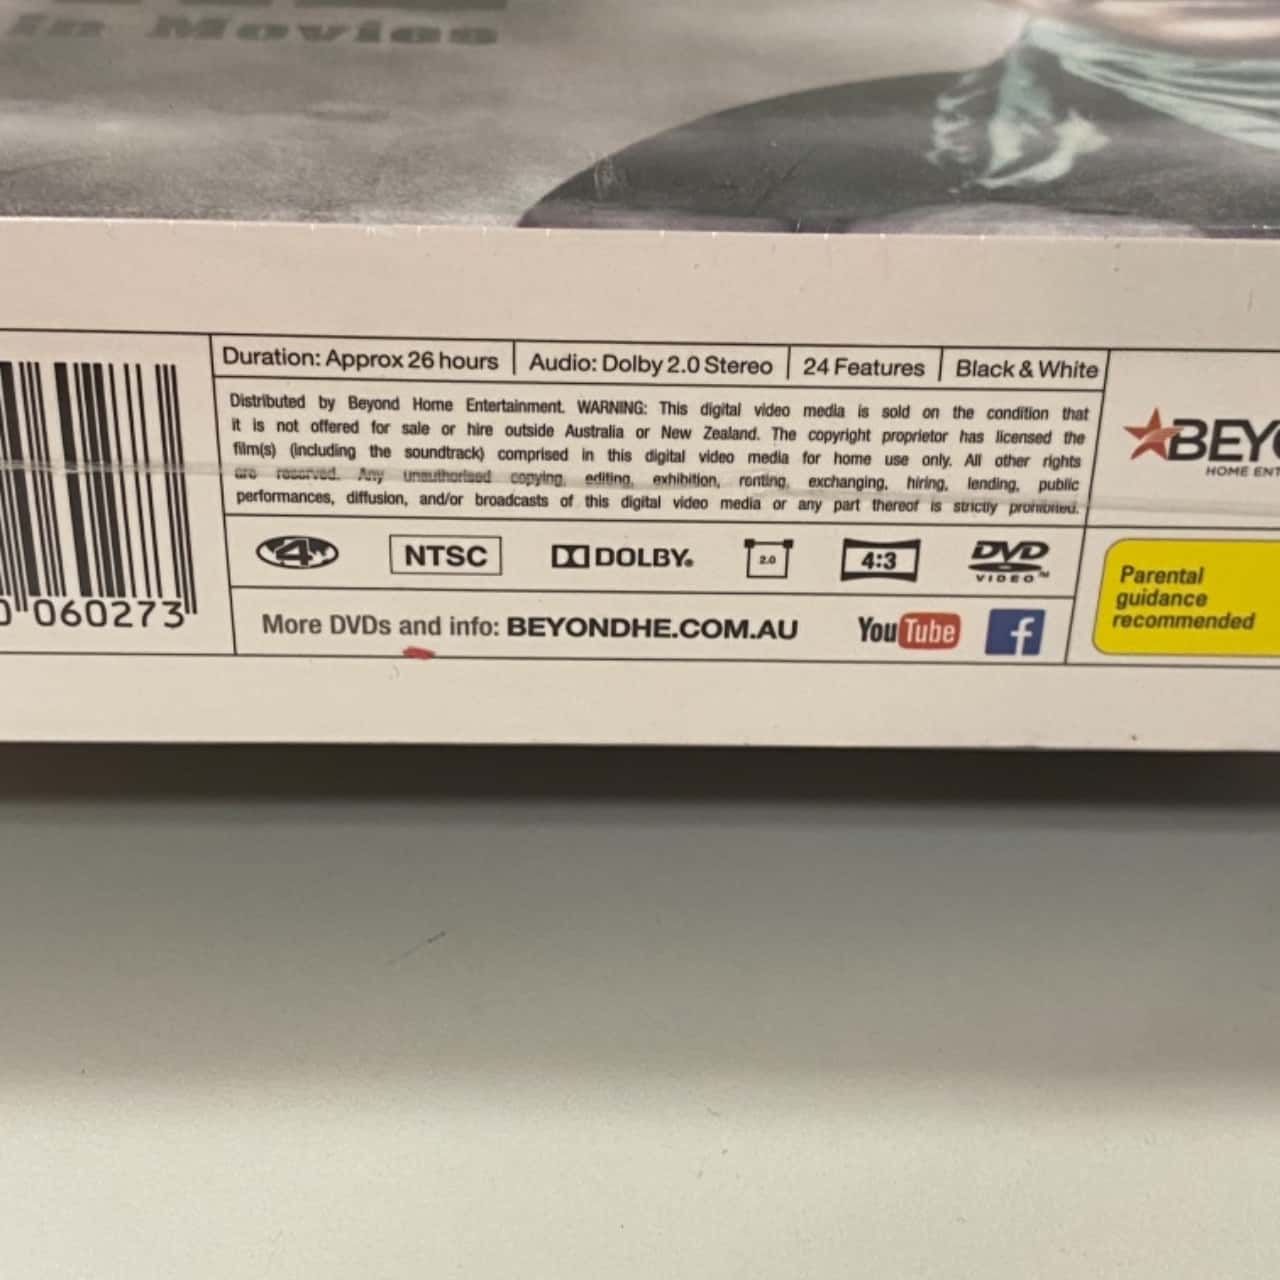 In Movies
Duration: Approx 26 hours
Audio: Dolby 2.0 Stereo
24 Features
Black & White
Distributed by Beyond Home Entertainment. WARNING: This digital video media is sold on the condition that
it is not offered for sale or hire outside Australia or New Zealand. The copyright proprietor has licensed the
film(s) (including the soundtrack) comprised in this digital video media for home use only. All other rights
are reserved. Any unauthorised copying, editing, exhibition, renting, exchanging, hiring, lending, public
performances, diffusion, and/or broadcasts of this digital video media or any part thereof is strictly prohibited.
4
NTSC
DOLBY.
2.0
4:3
DVD
VIDEO™
060273
More DVDs and info: BEYONDHE.COM.AU
YouTube
f
BEYO
HOME ENT
Parental
guidance
recommended